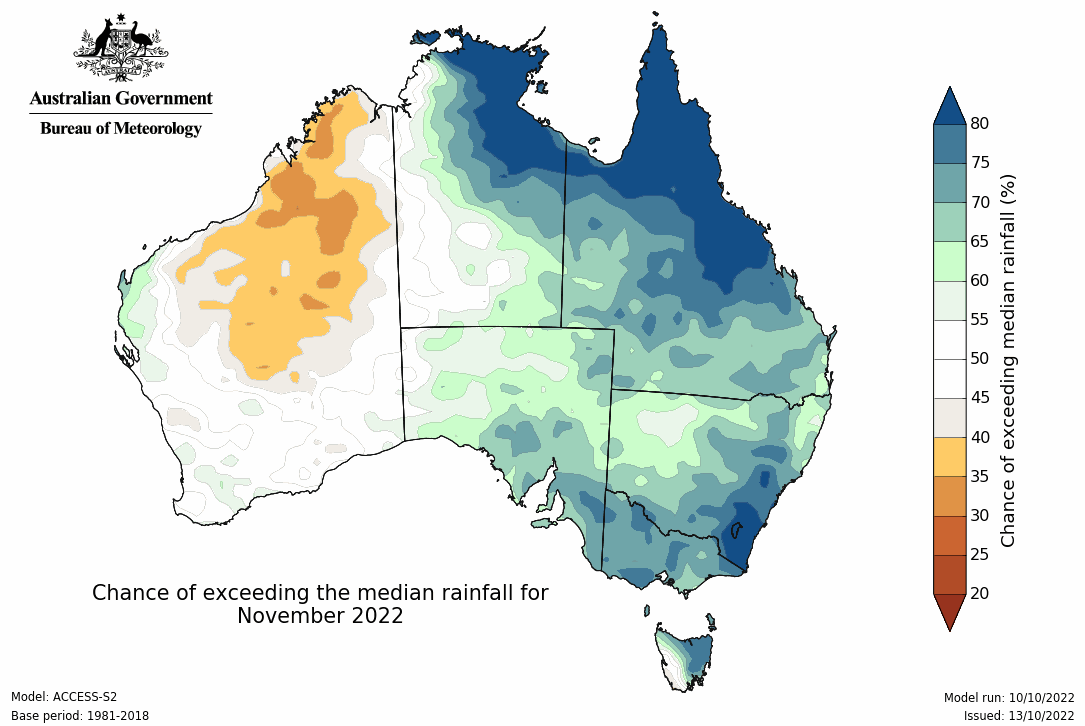 AUSTRALIA
Australian Government
Bureau of Meteorology
80
75
70
65
60
55
50
45
40
35
30
25
20
Chance of exceeding median rainfall (%)
Chance of exceeding the median rainfall for
November 2022
Model: ACCESS-S2
Base period: 1981-2018
Model run: 10/10/2022
Issued: 13/10/2022